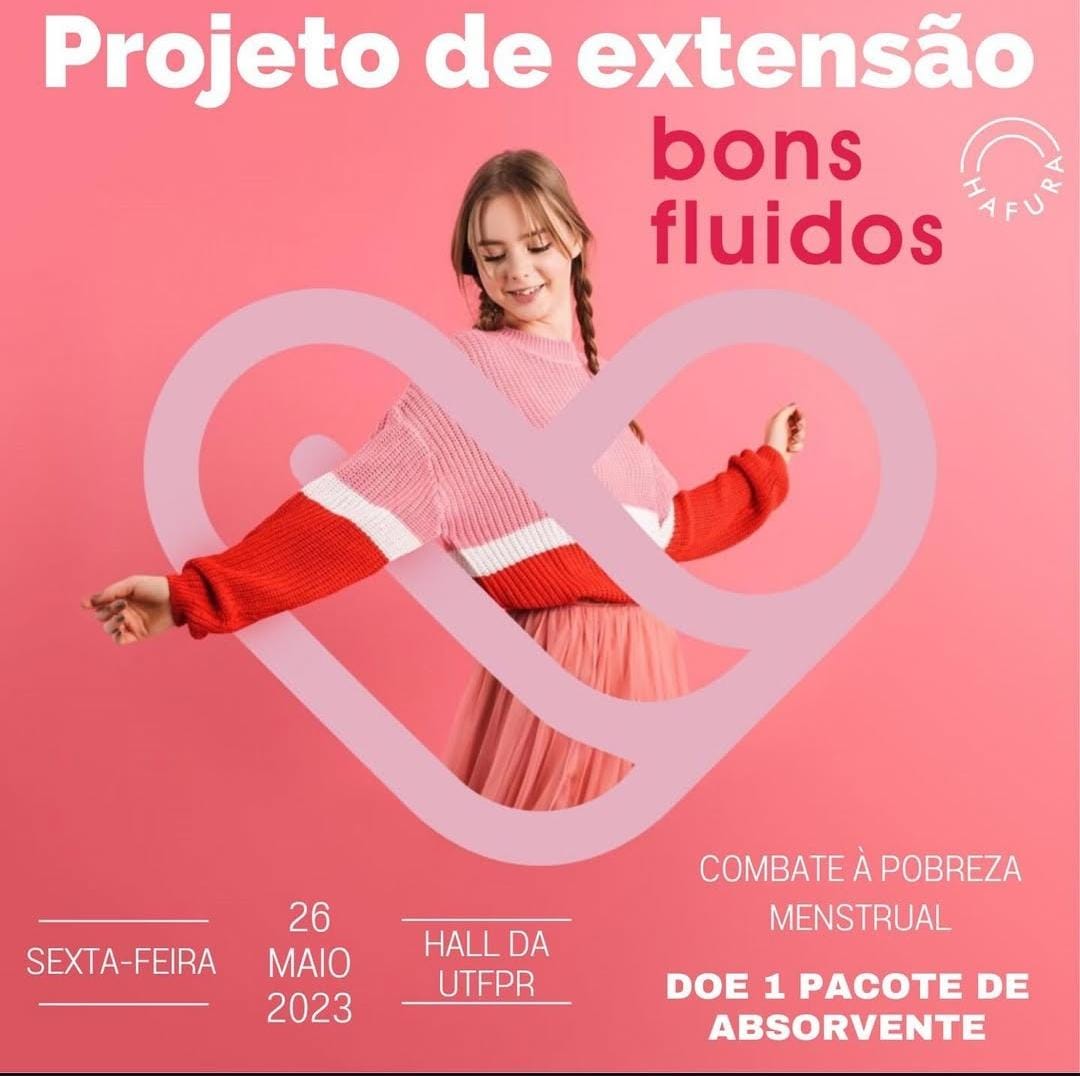 Projeto de extensão
bons
fluidos
HAFURA
COMBATE À POBREZA
MENSTRUAL
SEXTA-FEIRA
26
MAIO
2023
HALL DA
UTFPR
DOE 1 PACOTE DE
ABSORVENTE